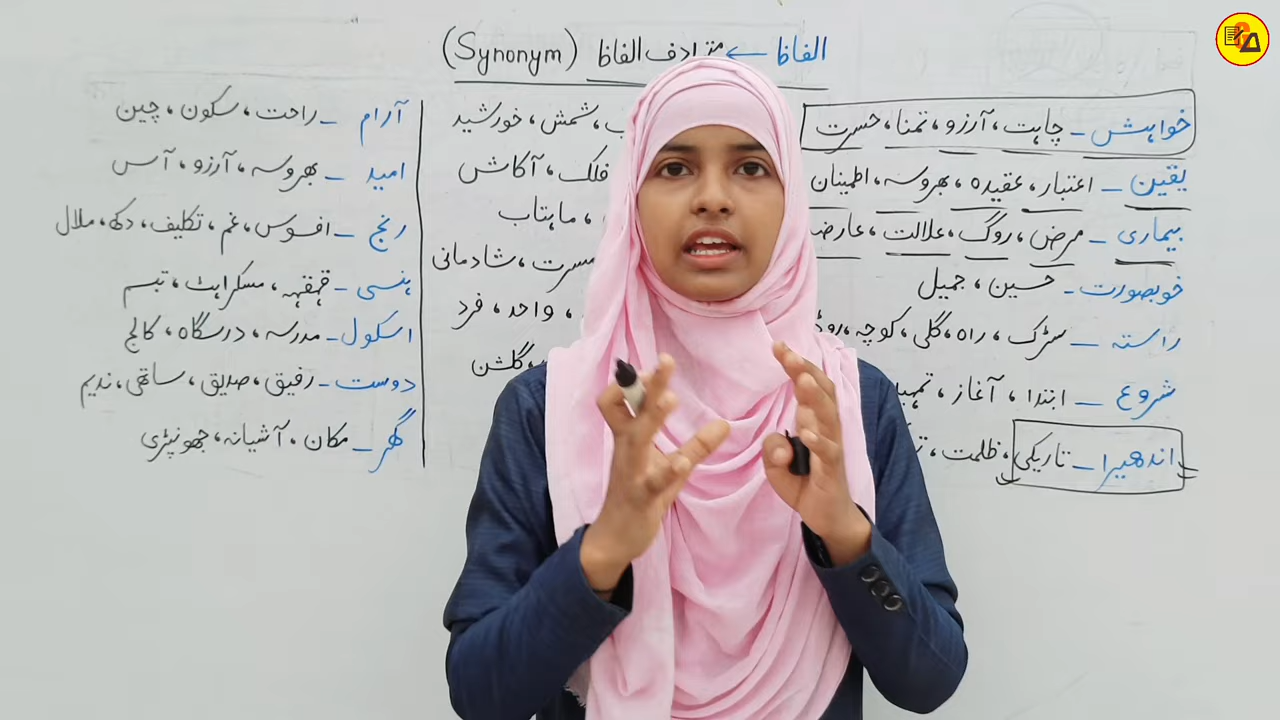 الفاظ ← مترادف الفاظ (Synonym)
خواہش - چاہت، آرزو، تمنا، حسرت
یقین - اعتبار، عقیدہ، بھروسہ، اطمینان
بیماری - مرض، روگ، علالت،
خوبصورت - حسین، جمیل
راستہ - سڑک، راہ، گلی، کوچہ،
شروع - ابتدا، آغاز،
اندھیرا - تاریکی، ظلمت،
، شمش، خورشید
فلک، آکاش
، ماہتاب
مسرت، شادمانی
، واحد، فرد
، گلشن
آرام - راحت، سکون، چین
امید - بھروسہ، آرزو، آس
رنج - افسوس، غم، تکلیف، دکھ، ملال
ہنسی - قہقہہ، مسکراہٹ، تبسم
اسکول - مدرسہ، درسگاہ، کالج
دوست - رفیق، صدیق، ساتھی، ندیم
گھر - مکان، آشیانہ، جھونپڑی